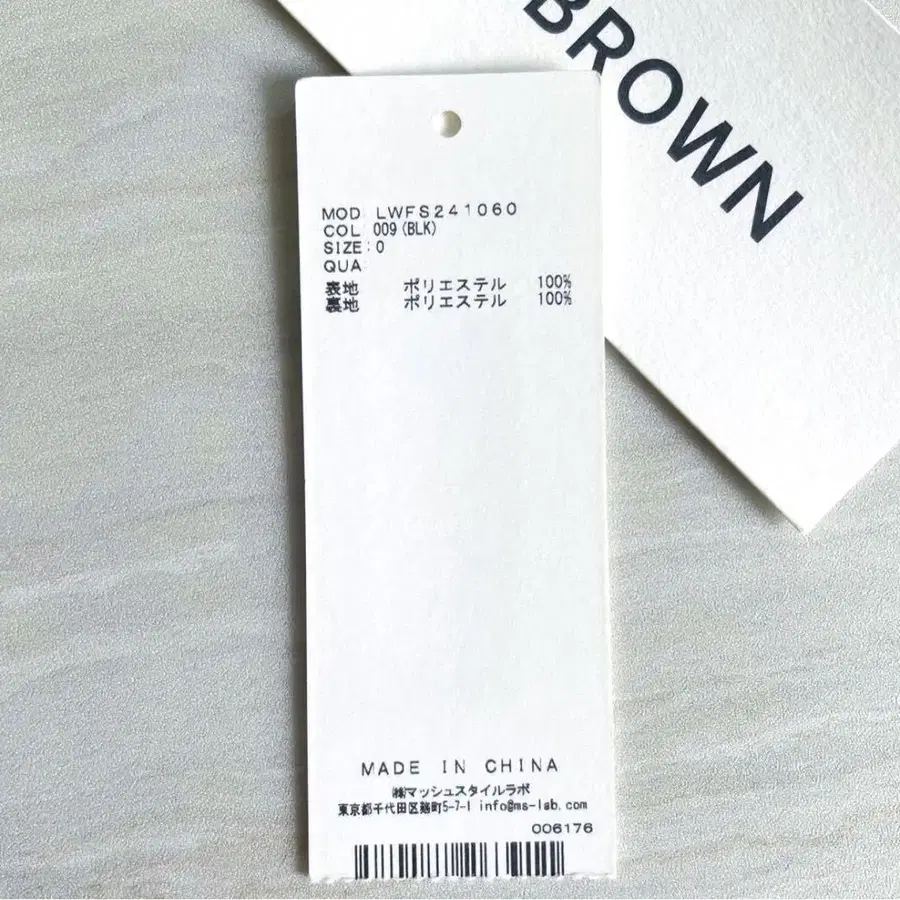 BROWN
MOD LWFS241060
COL 009(BLK)
SIZE:0
QUA
表地 ポリエステル 100%
裏地 ポリエステル 100%
MADE IN CHINA
㈱マッシュスタイルラボ
東京都千代田区麹町5-7-1 info@ms-lab.com
006176